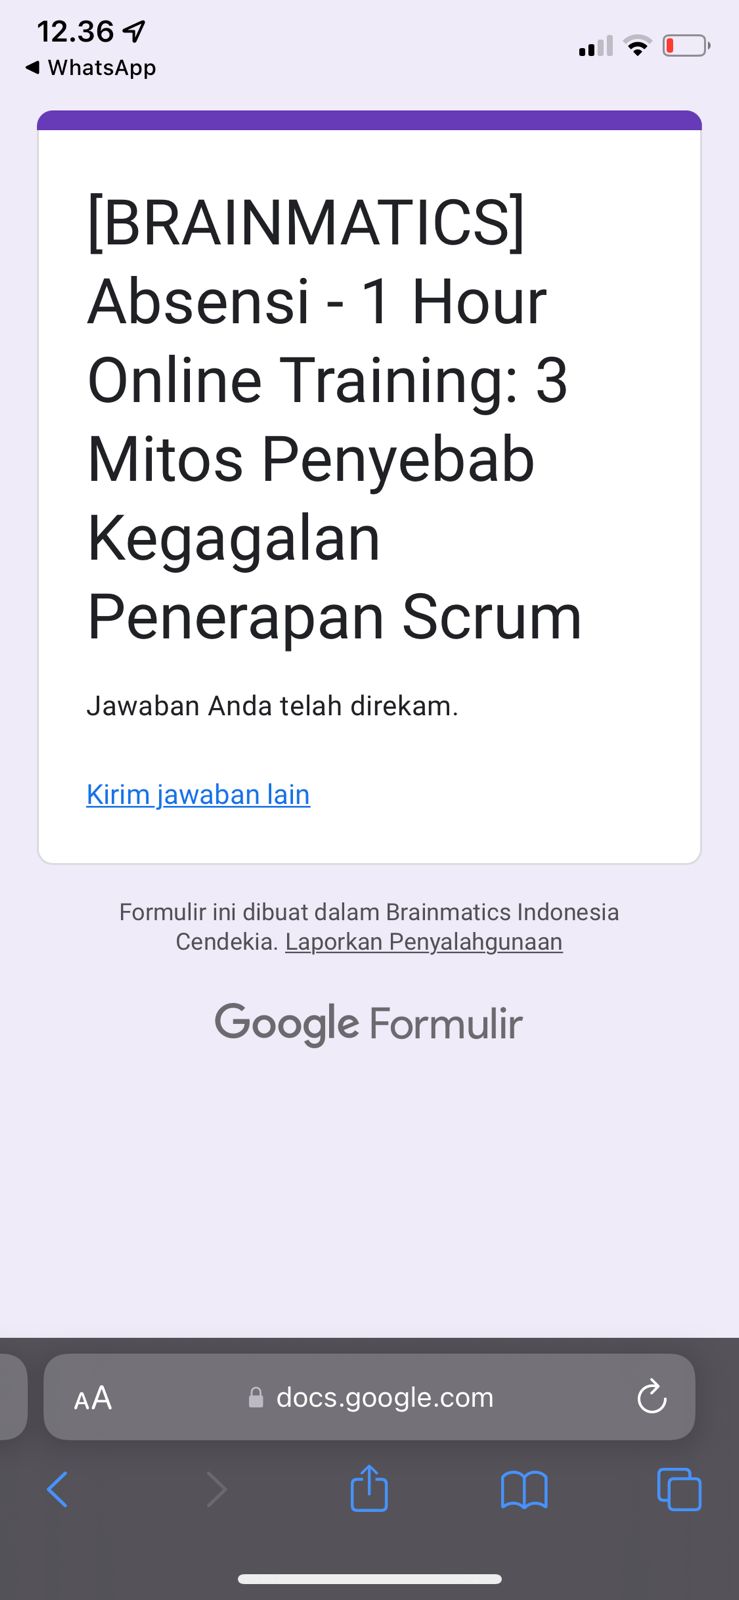 12.36
WhatsApp
[BRAINMATICS]
Absensi - 1 Hour
Online Training: 3
Mitos Penyebab
Kegagalan
Penerapan Scrum
Jawaban Anda telah direkam.
Kirim jawaban lain
Formulir ini dibuat dalam Brainmatics Indonesia
Cendekia. Laporkan Penyalahgunaan
Google Formulir
AA docs.google.com